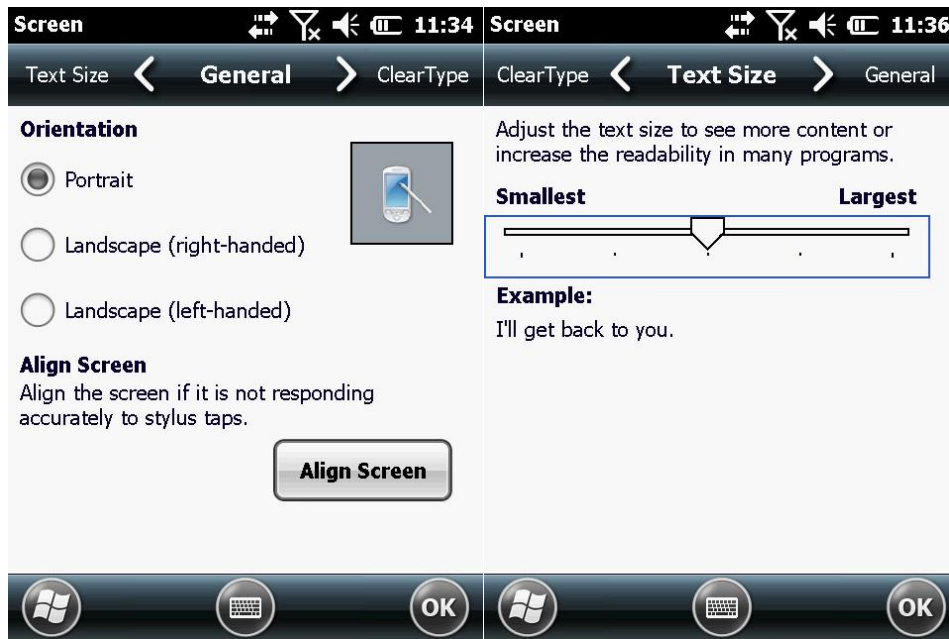 Screen 11:34
Text Size General ClearType
Orientation
Portrait
Landscape (right-handed)
Landscape (left-handed)
Align Screen
Align the screen if it is not responding
accurately to stylus taps.
Align Screen
OK
Screen 11:36
ClearType Text Size General
Adjust the text size to see more content or
increase the readability in many programs.
Smallest Largest
Example:
I'll get back to you.
OK